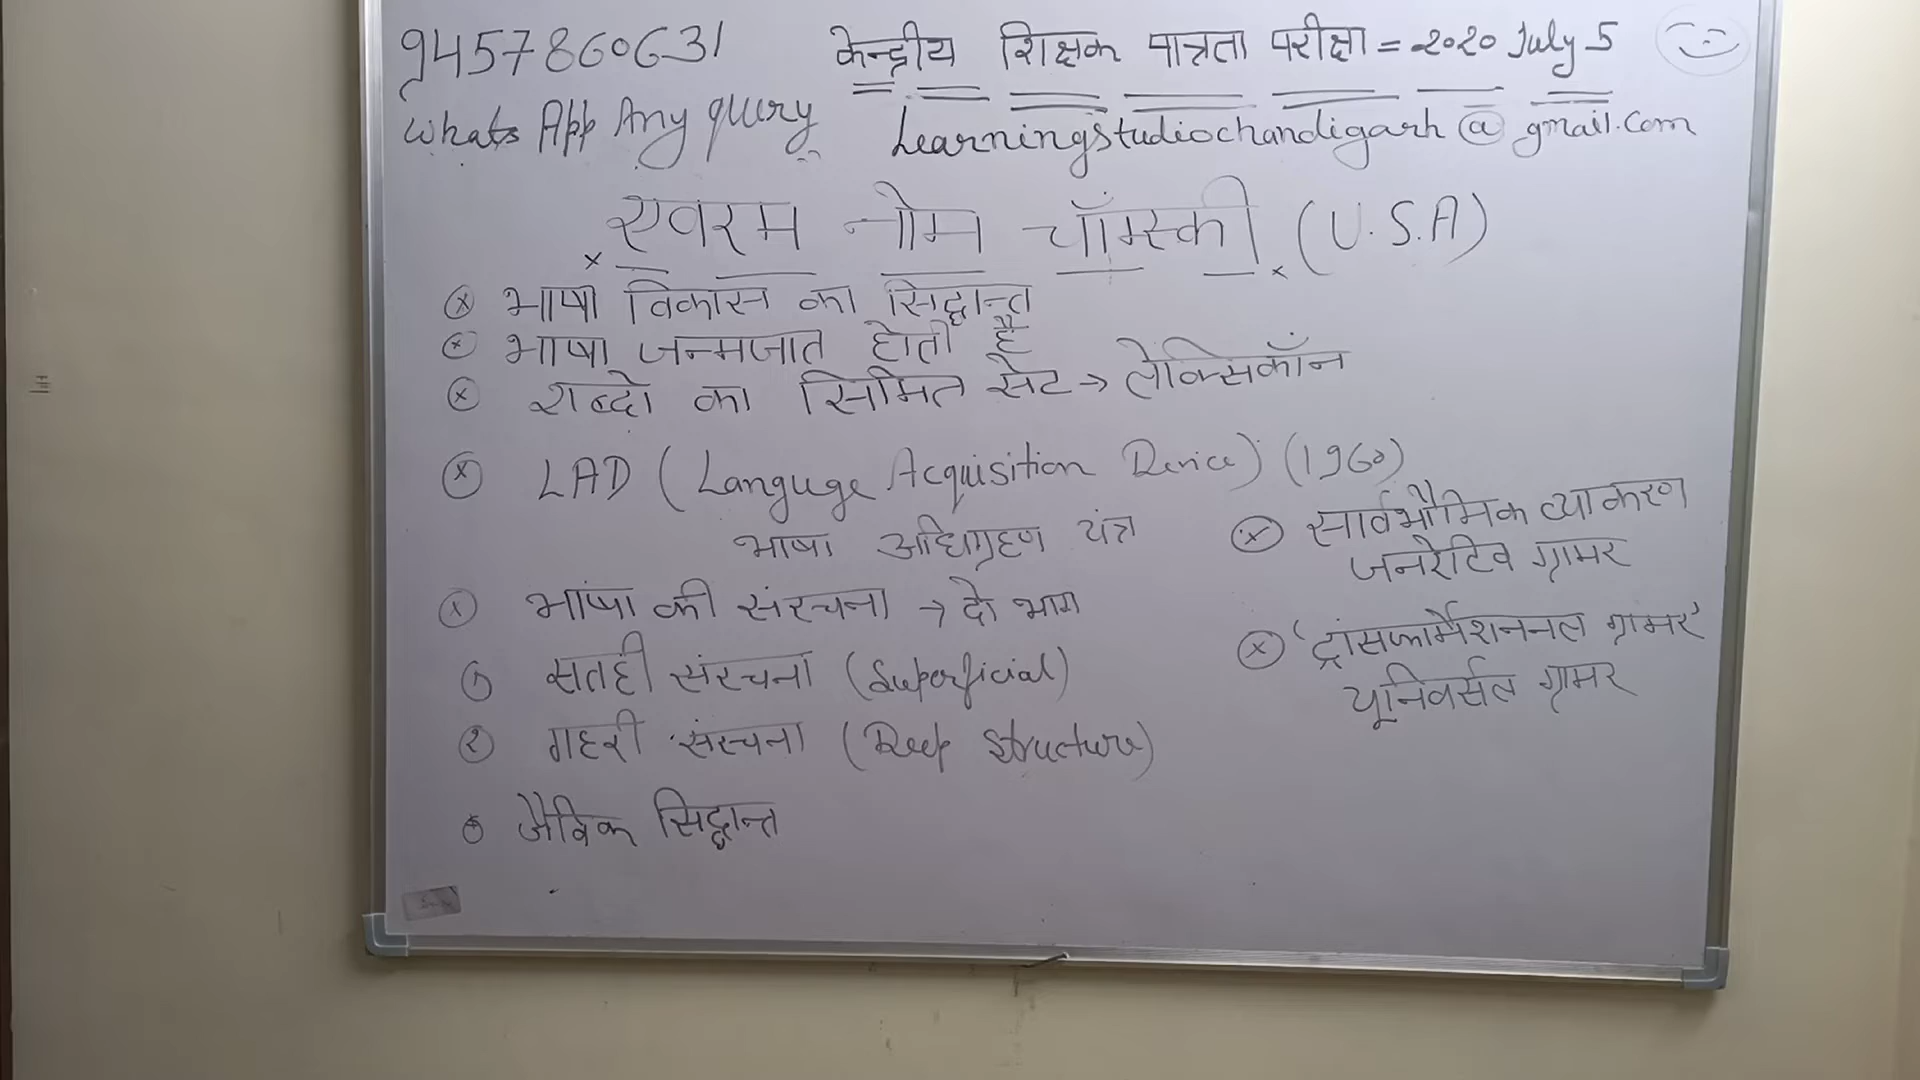 9457860631
केन्द्रीय शिक्षक पात्रता परीक्षा = 2020 July 5
Whats App Any query
Learningstudiochandigarh@gmail.com
एवरम नोम चॉम्स्की (U.S.A)
भाषा विकास का सिद्धान्त
भाषा जन्मजात होती है
शब्दो का सिमित सेट → लेक्सिकॉन
LAD (Languge Acquisition Device) (1960)
भाषा अधिग्रहण यंत्र
भाषा की संरचना → दो भाग
1 सतही संरचना (Superficial)
2 गहरी संरचना (Deep Structure)
जैविक सिद्धान्त
सार्वभौमिक व्याकरण
जनरेटिव ग्रामर
'ट्रांसफार्मेशननल ग्रामर'
यूनिवर्सल ग्रामर